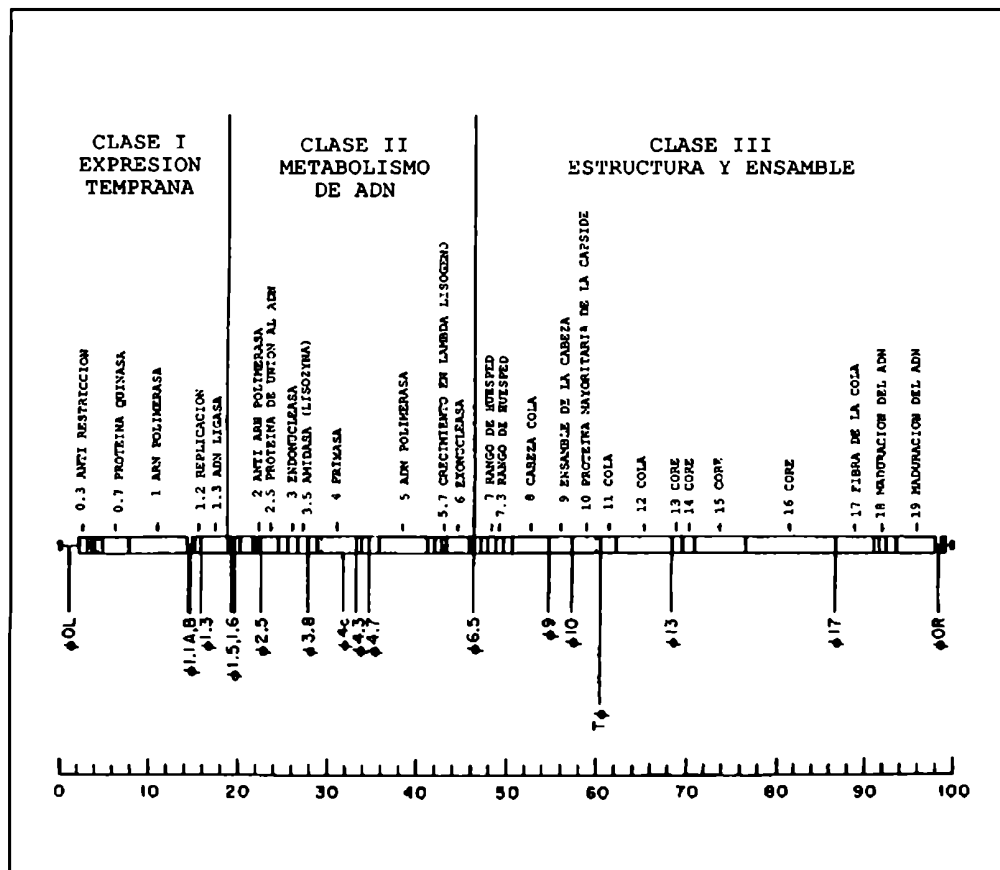 CLASE I
EXPRESION
TEMPRANA
CLASE II
METABOLISMO
DE ADN
CLASE III
ESTRUCTURA Y ENSAMBLE
0.3 ANTI RESTRICCION
0.7 PROTEINA QUINASA
1 ARN POLIMERASA
1.2 REPLICACION
1.3 ADN LIGASA
2 ANTI ARN POLIMERASA
2.5 PROTEINA DE UNION AL ADN
3 ENDONUCLEASA
3.5 AMIDASA (LISOZYMA)
4 PRIMASA
5 ADN POLIMERASA
5.7 CRECIMIENTO EN LAMBDA LISOGENO
6 EXONUCLEASA
7 RANGO DE HUESPED
7.3 RANGO DE HUESPED
8 CABEZA COLA
9 ENSAMBLE DE LA CABEZA
10 PROTEINA MAYORITARIA DE LA CAPSIDE
11 COLA
12 COLA
13 CORE
14 CORE
15 CORE
16 CORE
17 FIBRA DE LA COLA
18 MADURACION DEL ADN
19 MADURACION DEL ADN
φOL
φ1.1A,B
φ1.3
φ1.5,1.6
φ2.5
φ3.8
φ4c
φ4.3
φ4.7
φ6.5
φ9
φ10
Tφ
φ13
φ17
φOR
0 10 20 30 40 50 60 70 80 90 100